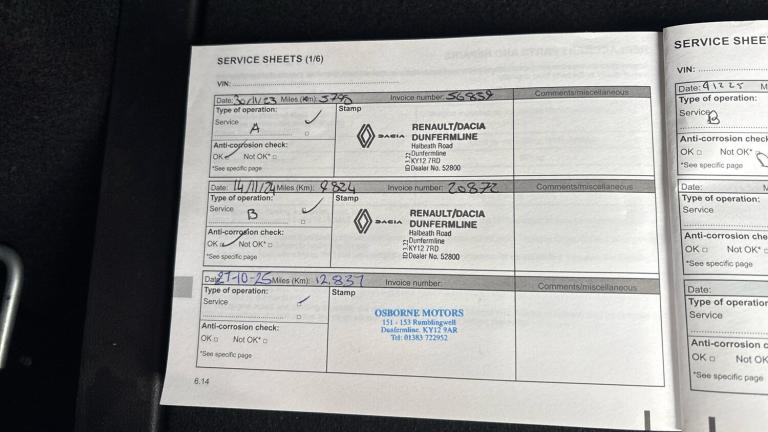 SERVICE SHEETS (1/6)
VIN:
Date: 30/11/23 Miles (Km): 5790 Invoice number: 56839 Comments/miscellaneous
Type of operation: Stamp
Service
A
Anti-corrosion check:
OK Not OK*
*See specific page
RENAULT/DACIA
DACIA DUNFERMLINE
Halbeath Road
Dunfermline
KY12 7RD
Dealer No. 52800
Date: 14/11/24 Miles (Km): 9824 Invoice number: 20872 Comments/miscellaneous
Type of operation: Stamp
Service
B
Anti-corrosion check:
OK Not OK*
*See specific page
RENAULT/DACIA
DACIA DUNFERMLINE
Halbeath Road
Dunfermline
KY12 7RD
Dealer No. 52800
Date: 27-10-25 Miles (Km): 12.837 Invoice number: Comments/miscellaneous
Type of operation: Stamp
Service
Anti-corrosion check:
OK Not OK*
*See specific page
OSBORNE MOTORS
151 - 153 Rumblingwell
Dunfermline. KY12 9AR
Tel: 01383 722952
6.14
SERVICE SHEE
VIN:
Date: 4 12 25 M
Type of operation:
Service
B
Anti-corrosion check
OK Not OK*
*See specific page
Date: M
Type of operation:
Service
Anti-corrosion che
OK Not OK*
*See specific page
Date:
Type of operation
Service
Anti-corrosion c
OK Not OK
*See specific page